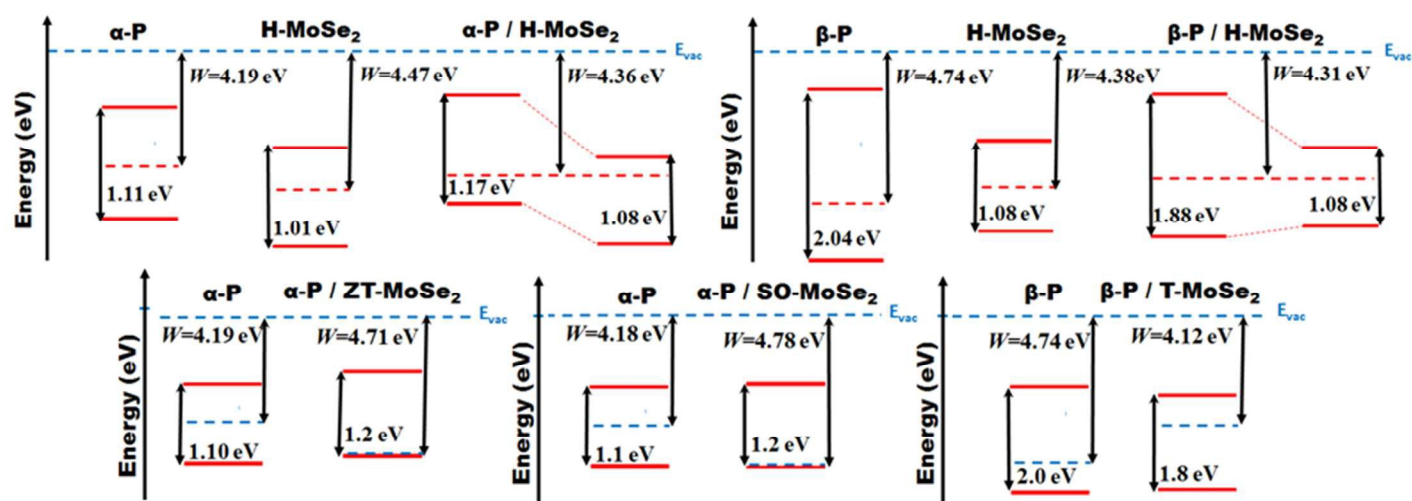 α-P H-MoSe₂ α-P / H-MoSe₂
E_vac
W=4.19 eV W=4.47 eV W=4.36 eV
1.11 eV 1.01 eV 1.17 eV 1.08 eV
Energy (eV)
β-P H-MoSe₂ β-P / H-MoSe₂
E_vac
W=4.74 eV W=4.38eV W=4.31 eV
2.04 eV 1.08 eV 1.88 eV 1.08 eV
Energy (eV)
α-P α-P / ZT-MoSe₂
E_vac
W=4.19 eV W=4.71 eV
1.10 eV 1.2 eV
Energy (eV)
α-P α-P / SO-MoSe₂
E_vac
W=4.18 eV W=4.78 eV
1.1 eV 1.2 eV
Energy (eV)
β-P β-P / T-MoSe₂
E_vac
W=4.74 eV W=4.12 eV
2.0 eV 1.8 eV
Energy (eV)